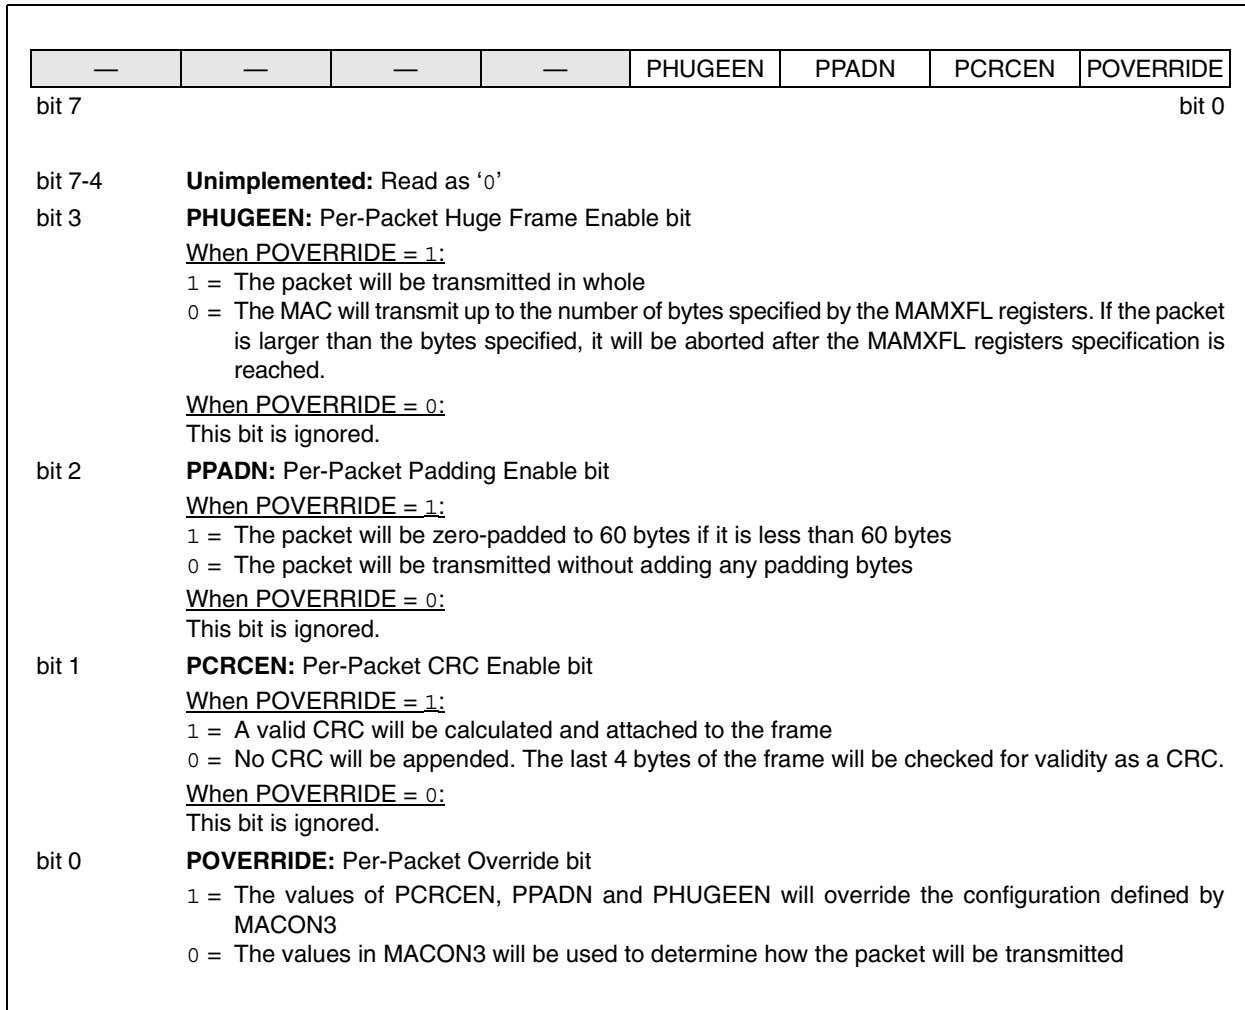 — — — — PHUGEEN PPADN PCRCEN POVERRIDE
bit 7 bit 0
bit 7-4 Unimplemented: Read as ‘0’
bit 3 PHUGEEN: Per-Packet Huge Frame Enable bit
When POVERRIDE = 1:
1 = The packet will be transmitted in whole
0 = The MAC will transmit up to the number of bytes specified by the MAMXFL registers. If the packet
is larger than the bytes specified, it will be aborted after the MAMXFL registers specification is
reached.
When POVERRIDE = 0:
This bit is ignored.
bit 2 PPADN: Per-Packet Padding Enable bit
When POVERRIDE = 1:
1 = The packet will be zero-padded to 60 bytes if it is less than 60 bytes
0 = The packet will be transmitted without adding any padding bytes
When POVERRIDE = 0:
This bit is ignored.
bit 1 PCRCEN: Per-Packet CRC Enable bit
When POVERRIDE = 1:
1 = A valid CRC will be calculated and attached to the frame
0 = No CRC will be appended. The last 4 bytes of the frame will be checked for validity as a CRC.
When POVERRIDE = 0:
This bit is ignored.
bit 0 POVERRIDE: Per-Packet Override bit
1 = The values of PCRCEN, PPADN and PHUGEEN will override the configuration defined by
MACON3
0 = The values in MACON3 will be used to determine how the packet will be transmitted